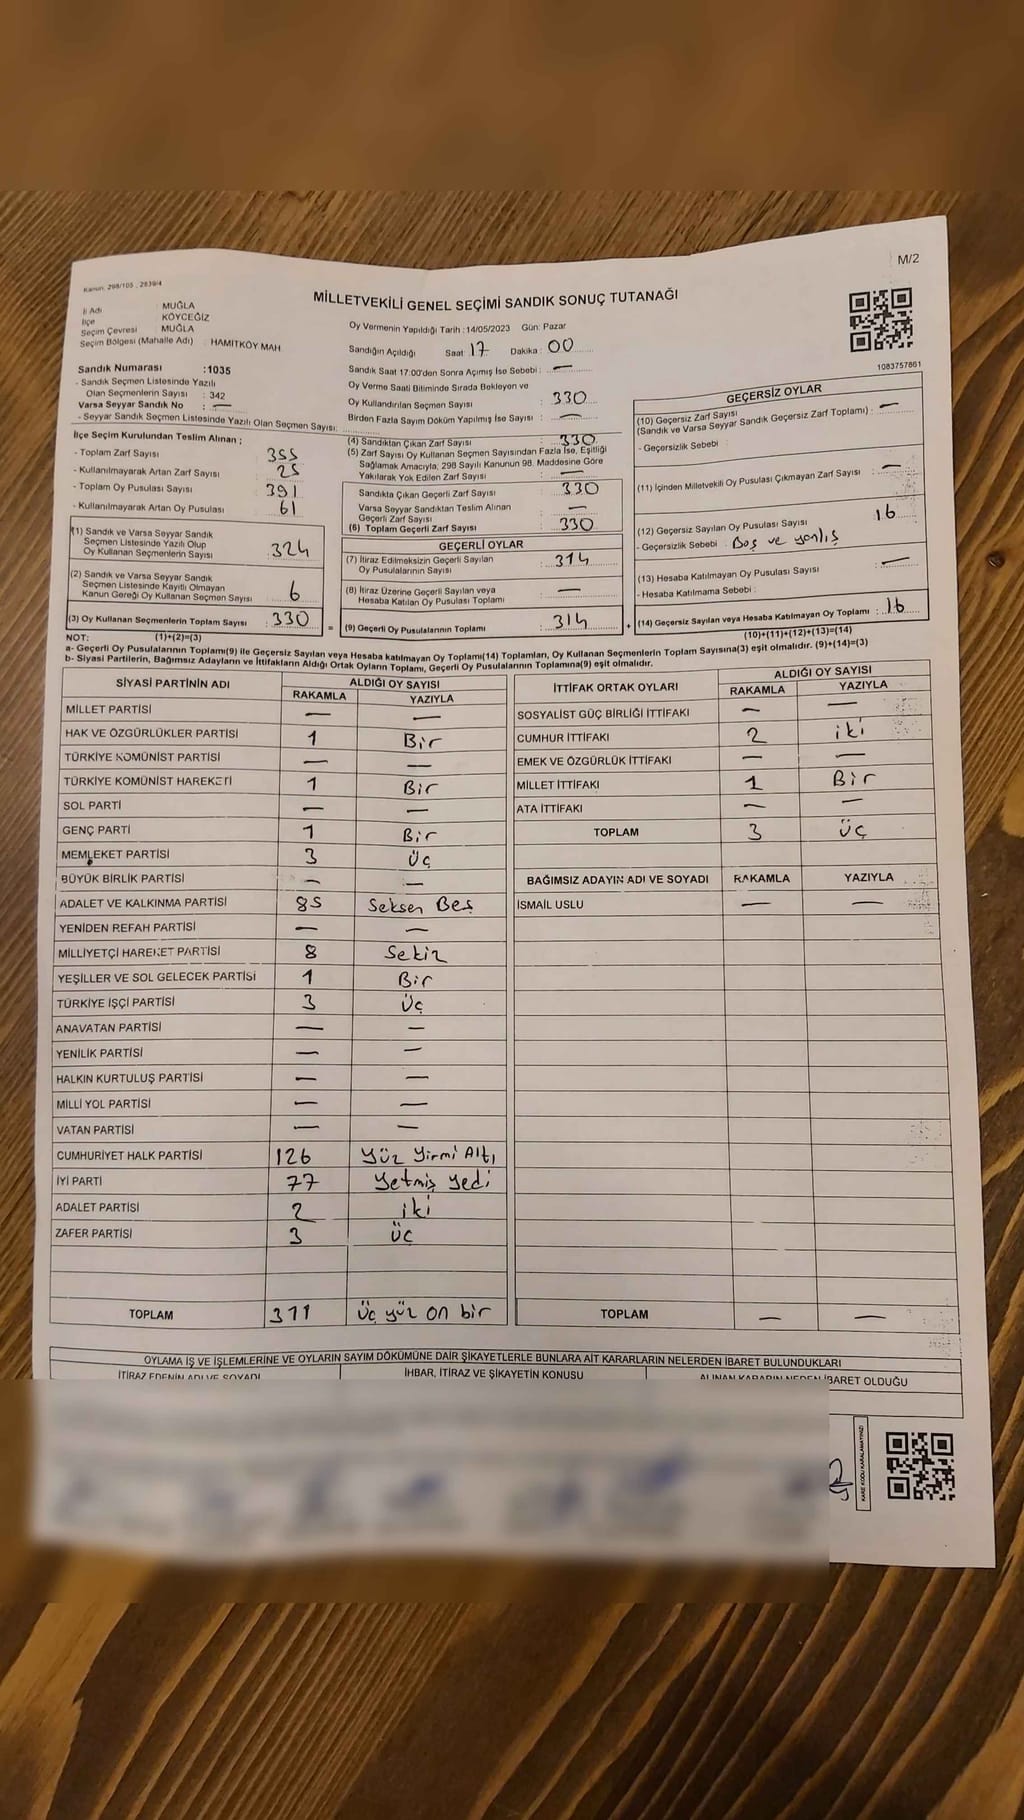 Kanun. 298/105 , 2839/4
M/2
MİLLETVEKİLİ GENEL SEÇİMİ SANDIK SONUÇ TUTANAĞI
İl Adı : MUĞLA
İlçe : KÖYCEĞİZ
Seçim Çevresi : MUĞLA
Seçim Bölgesi (Mahalle Adı) : HAMITKÖY MAH
Sandık Numarası :1035
- Sandık Seçmen Listesinde Yazılı
Olan Seçmenlerin Sayısı : 342
Varsa Seyyar Sandık No : —
- Seyyar Sandık Seçmen Listesinde Yazılı Olan Seçmen Sayısı:
Oy Vermenin Yapıldığı Tarih :14/05/2023 Gün: Pazar
Sandığın Açıldığı Saat :17 Dakika : 00
Sandık Saat 17:00'den Sonra Açımış İse Sebebi : —
Oy Verme Saati Bitiminde Sırada Bekleyen ve
Oy Kullandırılan Seçmen Sayısı : 330
Birden Fazla Sayım Döküm Yapılmış İse Sayısı : —
1083757861
İlçe Seçim Kurulundan Teslim Alınan ;
- Toplam Zarf Sayısı : 355
- Kullanılmayarak Artan Zarf Sayısı : 25
- Toplam Oy Pusulası Sayısı : 391
- Kullanılmayarak Artan Oy Pusulası : 61
(1) Sandık ve Varsa Seyyar Sandık
Seçmen Listesinde Yazılı Olup
Oy Kullanan Seçmenlerin Sayısı : 324
(2) Sandık ve Varsa Seyyar Sandık
Seçmen Listesinde Kayıtlı Olmayan
Kanun Gereği Oy Kullanan Seçmen Sayısı : 6
(3) Oy Kullanan Seçmenlerin Toplam Sayısı : 330
(4) Sandıktan Çıkan Zarf Sayısı : 330
(5) Zarf Sayısı Oy Kullanan Seçmen Sayısından Fazla İse, Eşitliği
Sağlamak Amacıyla, 298 Sayılı Kanunun 98. Maddesine Göre
Yakılarak Yok Edilen Zarf Sayısı : —
Sandıkta Çıkan Geçerli Zarf Sayısı : 330
Varsa Seyyar Sandıktan Teslim Alınan
Geçerli Zarf Sayısı : —
(6) Toplam Geçerli Zarf Sayısı : 330
GEÇERLİ OYLAR
(7) İtiraz Edilmeksizin Geçerli Sayılan
Oy Pusulalarının Sayısı : 314
(8) İtiraz Üzerine Geçerli Sayılan veya
Hesaba Katılan Oy Pusulası Toplamı : —
= (9) Geçerli Oy Pusulalarının Toplamı : 314 +
GEÇERSİZ OYLAR
(10) Geçersiz Zarf Sayısı
(Sandık ve Varsa Seyyar Sandık Geçersiz Zarf Toplamı) : —
- Geçersizlik Sebebi :
(11) İçinden Milletvekili Oy Pusulası Çıkmayan Zarf Sayısı : —
(12) Geçersiz Sayılan Oy Pusulası Sayısı : 16
- Geçersizlik Sebebi : Boş ve yanlış
(13) Hesaba Katılmayan Oy Pusulası Sayısı : —
- Hesaba Katılmama Sebebi :
(14) Geçersiz Sayılan veya Hesaba Katılmayan Oy Toplamı : 16
NOT: (1)+(2)=(3) (10)+(11)+(12)+(13)=(14)
a- Geçerli Oy Pusulalarının Toplamı(9) ile Geçersiz Sayılan veya Hesaba katılmayan Oy Toplamı(14) Toplamları, Oy Kullanan Seçmenlerin Toplam Sayısına(3) eşit olmalıdır. (9)+(14)=(3)
b- Siyasi Partilerin, Bağımsız Adayların ve İttifakların Aldığı Ortak Oyların Toplamı, Geçerli Oy Pusulalarının Toplamına(9) eşit olmalıdır.
SİYASİ PARTİNİN ADI ALDIĞI OY SAYISI
RAKAMLA YAZIYLA
MİLLET PARTİSİ — —
HAK VE ÖZGÜRLÜKLER PARTİSİ 1 Bir
TÜRKİYE KOMÜNİST PARTİSİ — —
TÜRKİYE KOMÜNİST HAREKETİ 1 Bir
SOL PARTİ — —
GENÇ PARTİ 1 Bir
MEMLEKET PARTİSİ 3 Üç
BÜYÜK BİRLİK PARTİSİ — —
ADALET VE KALKINMA PARTİSİ 85 Seksen Beş
YENİDEN REFAH PARTİSİ — —
MİLLİYETÇİ HAREKET PARTİSİ 8 Sekiz
YEŞİLLER VE SOL GELECEK PARTİSİ 1 Bir
TÜRKİYE İŞÇİ PARTİSİ 3 Üç
ANAVATAN PARTİSİ — —
YENİLİK PARTİSİ — —
HALKIN KURTULUŞ PARTİSİ — —
MİLLİ YOL PARTİSİ — —
VATAN PARTİSİ — —
CUMHURİYET HALK PARTİSİ 126 Yüz Yirmi Altı
İYİ PARTİ 77 Yetmiş Yedi
ADALET PARTİSİ 2 iki
ZAFER PARTİSİ 3 Üç
TOPLAM 311 Üç yüz on bir
İTTİFAK ORTAK OYLARI ALDIĞI OY SAYISI
RAKAMLA YAZIYLA
SOSYALİST GÜÇ BİRLİĞİ İTTİFAKI — —
CUMHUR İTTİFAKI 2 iki
EMEK VE ÖZGÜRLÜK İTTİFAKI — —
MİLLET İTTİFAKI 1 Bir
ATA İTTİFAKI — —
TOPLAM 3 Üç
BAĞIMSIZ ADAYIN ADI VE SOYADI RAKAMLA YAZIYLA
İSMAİL USLU — —
TOPLAM — —
OYLAMA İŞ VE İŞLEMLERİNE VE OYLARIN SAYIM DÖKÜMÜNE DAİR ŞİKAYETLERLE BUNLARA AİT KARARLARIN NELERDEN İBARET BULUNDUKLARI
İTİRAZ EDENİN ADI VE SOYADI İHBAR, İTİRAZ VE ŞİKAYETİN KONUSU ALINAN KARARIN NEDEN İBARET OLDUĞU
KARE KODU KARALAMAYINIZ!